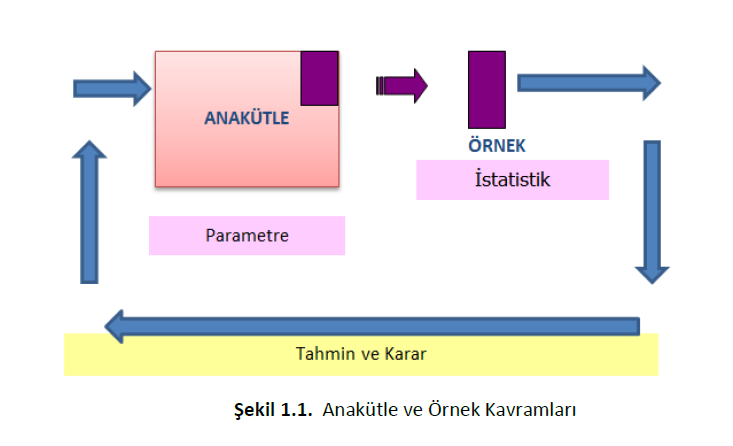 ANAKÜTLE
ÖRNEK
İstatistik
Parametre
Tahmin ve Karar
Şekil 1.1. Anakütle ve Örnek Kavramları